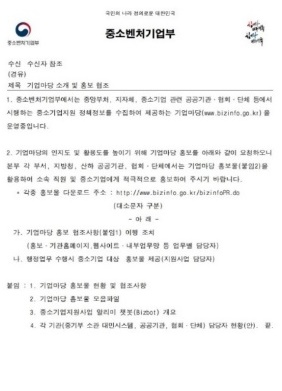 국민의 나라 정의로운 대한민국
중소벤처기업부
중소벤처기업부
수신 수신자 참조
(경유)
제목 기업마당 소개 및 홍보 협조
1. 중소벤처기업부에서는 중앙부처, 지자체, 중소기업 관련 공공기관·협회·단체 등에서
시행하는 중소기업지원 정책정보를 수집하여 제공하는 기업마당(www.bizinfo.go.kr)을
운영중입니다.
2. 기업마당의 인지도 및 활용도를 높이기 위해 기업마당 홍보를 아래와 같이 요청하오니
본부 각 부서, 지방청, 산하 공공기관, 협회·단체에서는 기업마당 홍보물(붙임2)을
활용하여 소속 직원 및 중소기업에게 적극적으로 홍보하여 주시기 바랍니다.
* 각종 홍보물 다운로드 주소 : http://www.bizinfo.go.kr/bizinfoPR.do
(대소문자 구분)
- 아 래 -
가. 기업마당 홍보 협조사항(붙임1) 이행 조치
(홍보·기관홈페이지,웹사이트·내부업무망 등 업무별 담당자)
나. 행정업무 수행시 중소기업 대상 홍보물 제공(지원사업 담당자)
붙임 : 1. 기업마당 홍보물 현황 및 협조사항
2. 기업마당 홍보물 모음파일
3. 중소기업지원사업 알리미 챗봇(Bizbot) 개요
4. 각 기관(중기부 소관 대민시스템, 공공기관, 협회·단체) 담당자 현황(안). 끝.